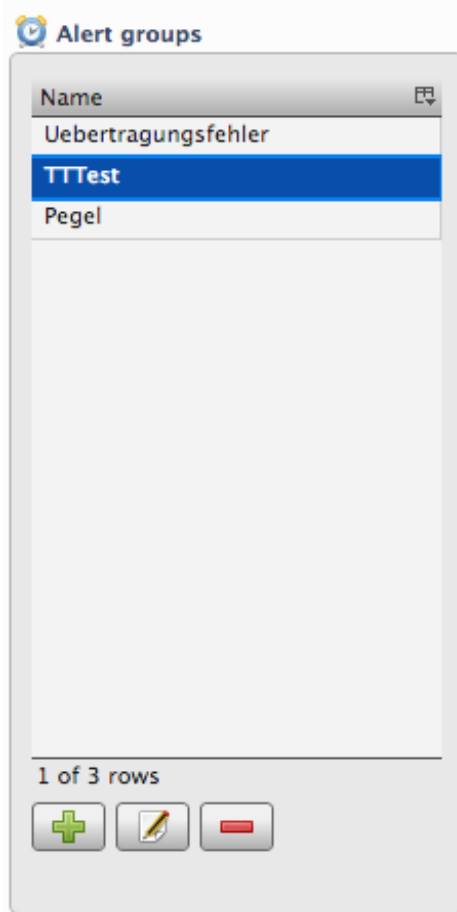 Alert groups
Name
Uebertragungsfehler
TTTest
Pegel
1 of 3 rows